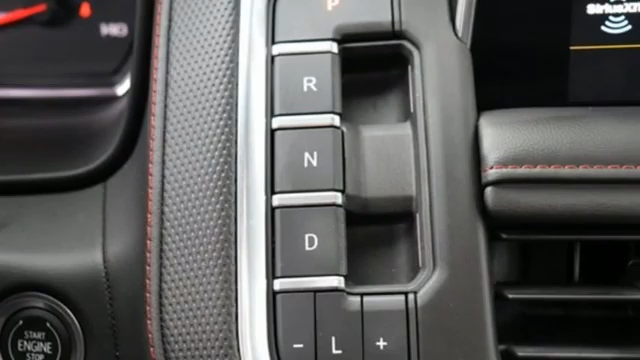 P
SiriusXM
R
N
D
- L +
START
ENGINE
STOP